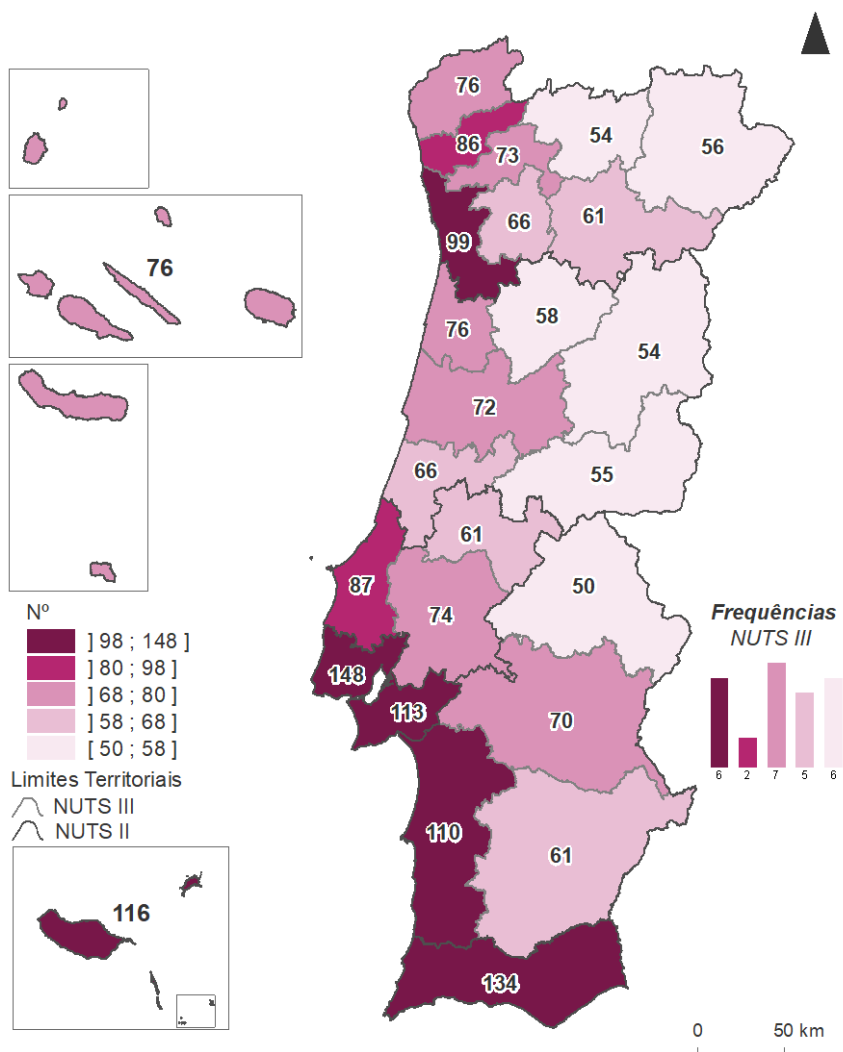 76
86
73
54
56
99
66
61
76
76
58
54
72
66
55
61
87
74
50
148
113
70
110
61
134
Nº
] 98 ; 148 ]
] 80 ; 98 ]
] 68 ; 80 ]
] 58 ; 68 ]
[ 50 ; 58 ]
Limites Territoriais
NUTS III
NUTS II
116
Frequências
NUTS III
6 2 7 5 6
0 50 km